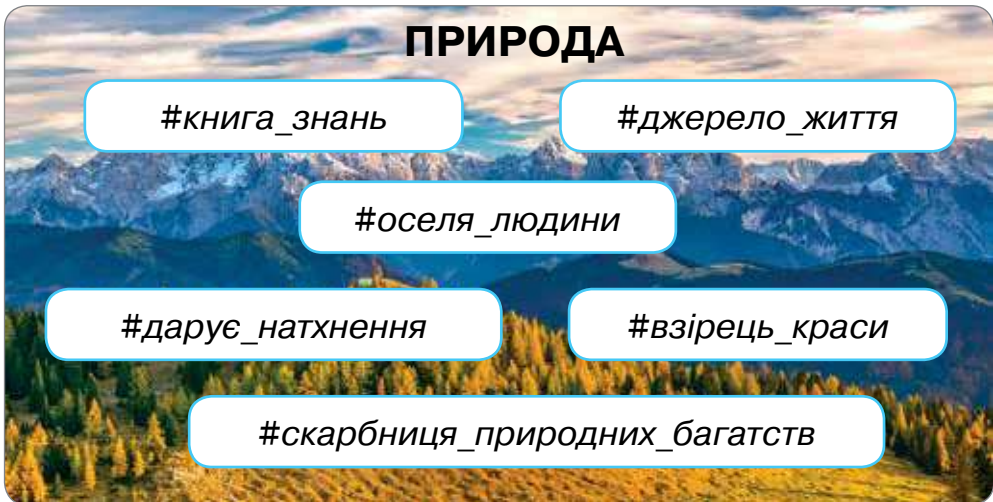 ПРИРОДА
#книга_знань
#джерело_життя
#оселя_людини
#дарує_натхнення
#взірець_краси
#скарбниця_природних_багатств